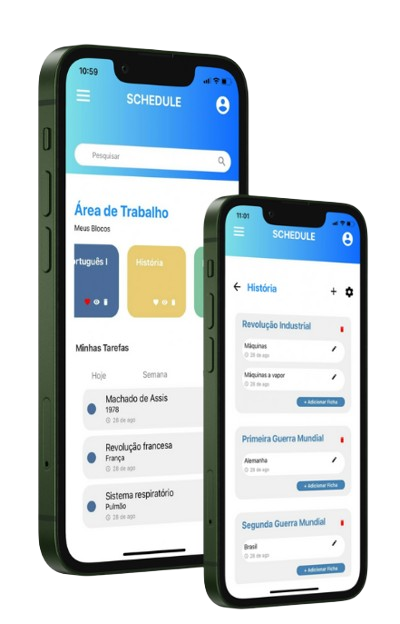 10:59
SCHEDULE
Pesquisar
Área de Trabalho
Meus Blocos
rtuguês I
História
Minhas Tarefas
Hoje
Semana
Machado de Assis
1978
28 de ago
Revolução francesa
França
28 de ago
Sistema respiratório
Pulmão
28 de ago
11:01
SCHEDULE
História
Revolução Industrial
Máquinas
28 de ago
Máquinas a vapor
28 de ago
+ Adicionar Ficha
Primeira Guerra Mundial
Alemanha
28 de ago
+ Adicionar Ficha
Segunda Guerra Mundial
Brasil
28 de ago
+ Adicionar Ficha